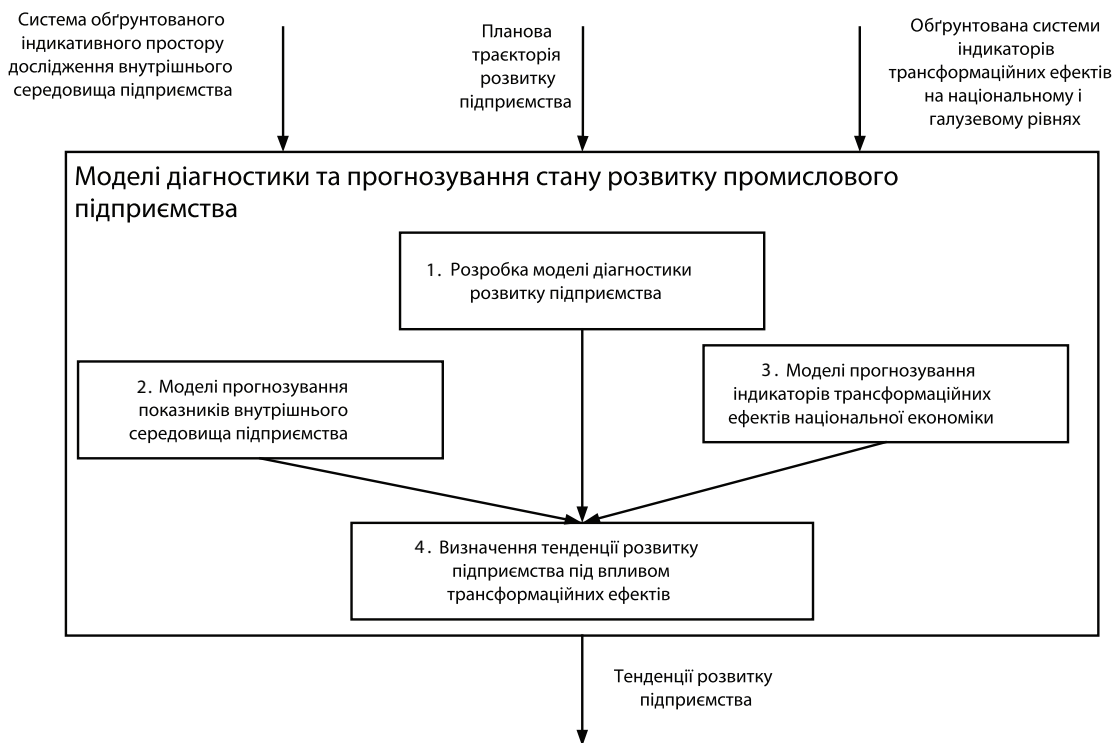 Система обґрунтованого
індикативного простору
дослідження внутрішнього
середовища підприємства
Планова
траєкторія
розвитку
підприємства
Обґрунтована системи
індикаторів
трансформаційних ефектів
на національному і
галузевому рівнях
Моделі діагностики та прогнозування стану розвитку промислового
підприємства
1. Розробка моделі діагностики
розвитку підприємства
2. Моделі прогнозування
показників внутрішнього
середовища підприємства
3. Моделі прогнозування
індикаторів трансформаційних
ефектів національної економіки
4. Визначення тенденції розвитку
підприємства під впливом
трансформаційних ефектів
Тенденції розвитку
підприємства